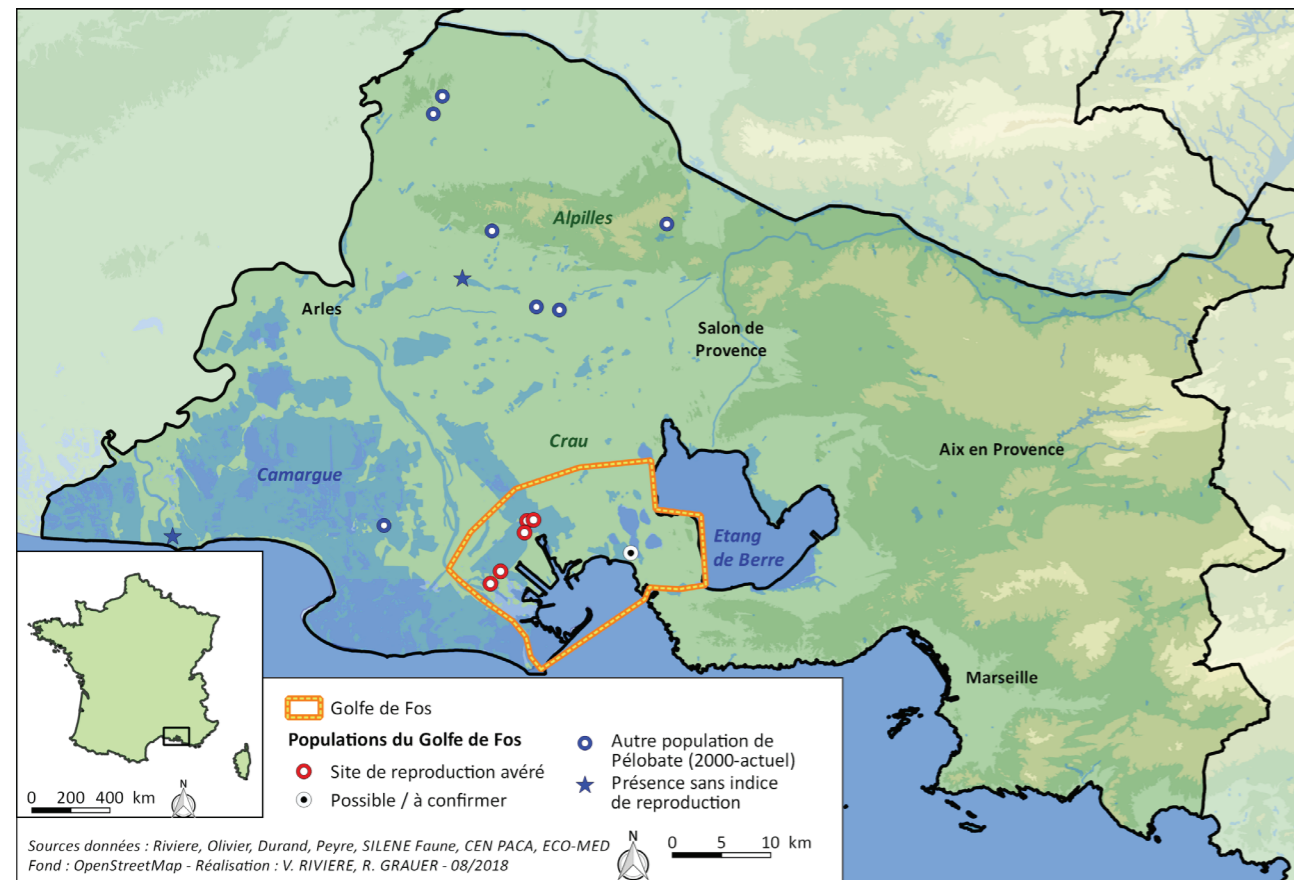 Alpilles
Arles
Salon de
Provence
Crau
Aix en Provence
Camargue
Etang
de Berre
Marseille
Golfe de Fos
Populations du Golfe de Fos
Site de reproduction avéré
Possible / à confirmer
Autre population de
Pélobate (2000-actuel)
Présence sans indice
de reproduction
0 200 400 km
N
Sources données : Riviere, Olivier, Durand, Peyre, SILENE Faune, CEN PACA, ECO-MED
Fond : OpenStreetMap - Réalisation : V. RIVIERE, R. GRAUER - 08/2018
N
0 5 10 km